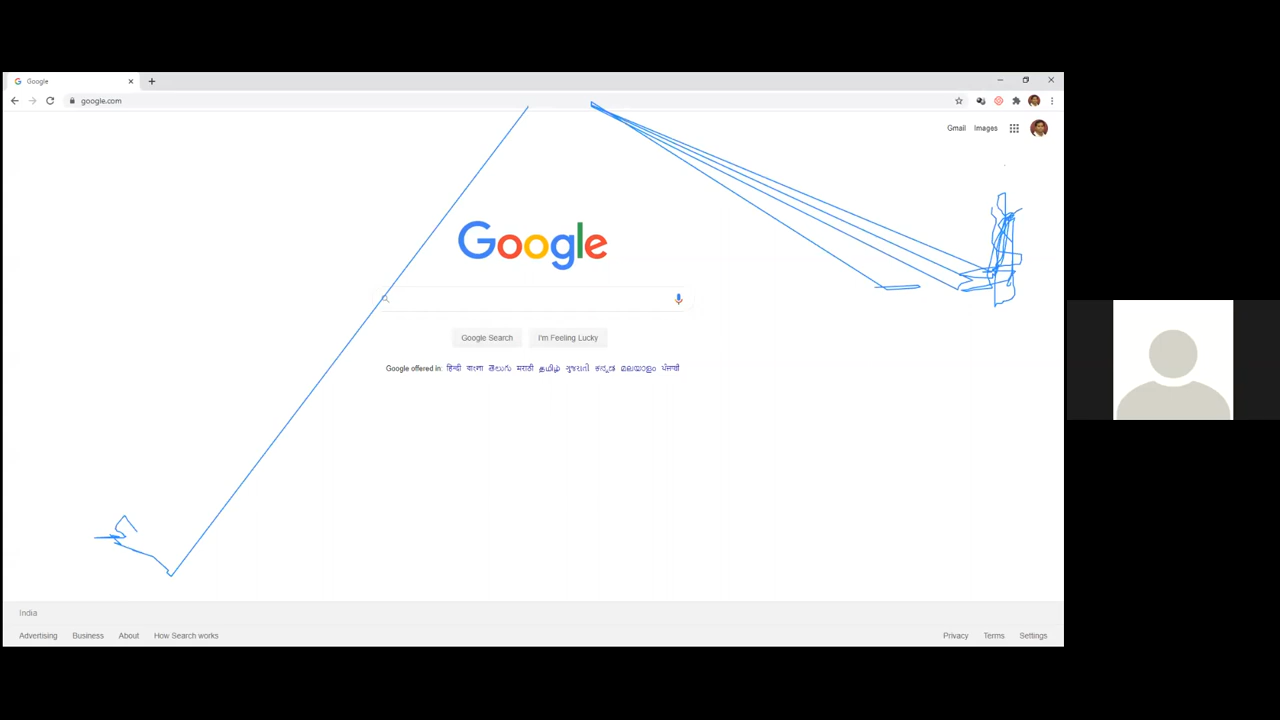 Google
google.com
Gmail Images
Google
Google Search I'm Feeling Lucky
Google offered in: हिन्दी বাংলা తెలుగు मराठी தமிழ் ગુજરાતી ಕನ್ನಡ മലയാളം ਪੰਜਾਬੀ
India
Advertising Business About How Search works
Privacy Terms Settings